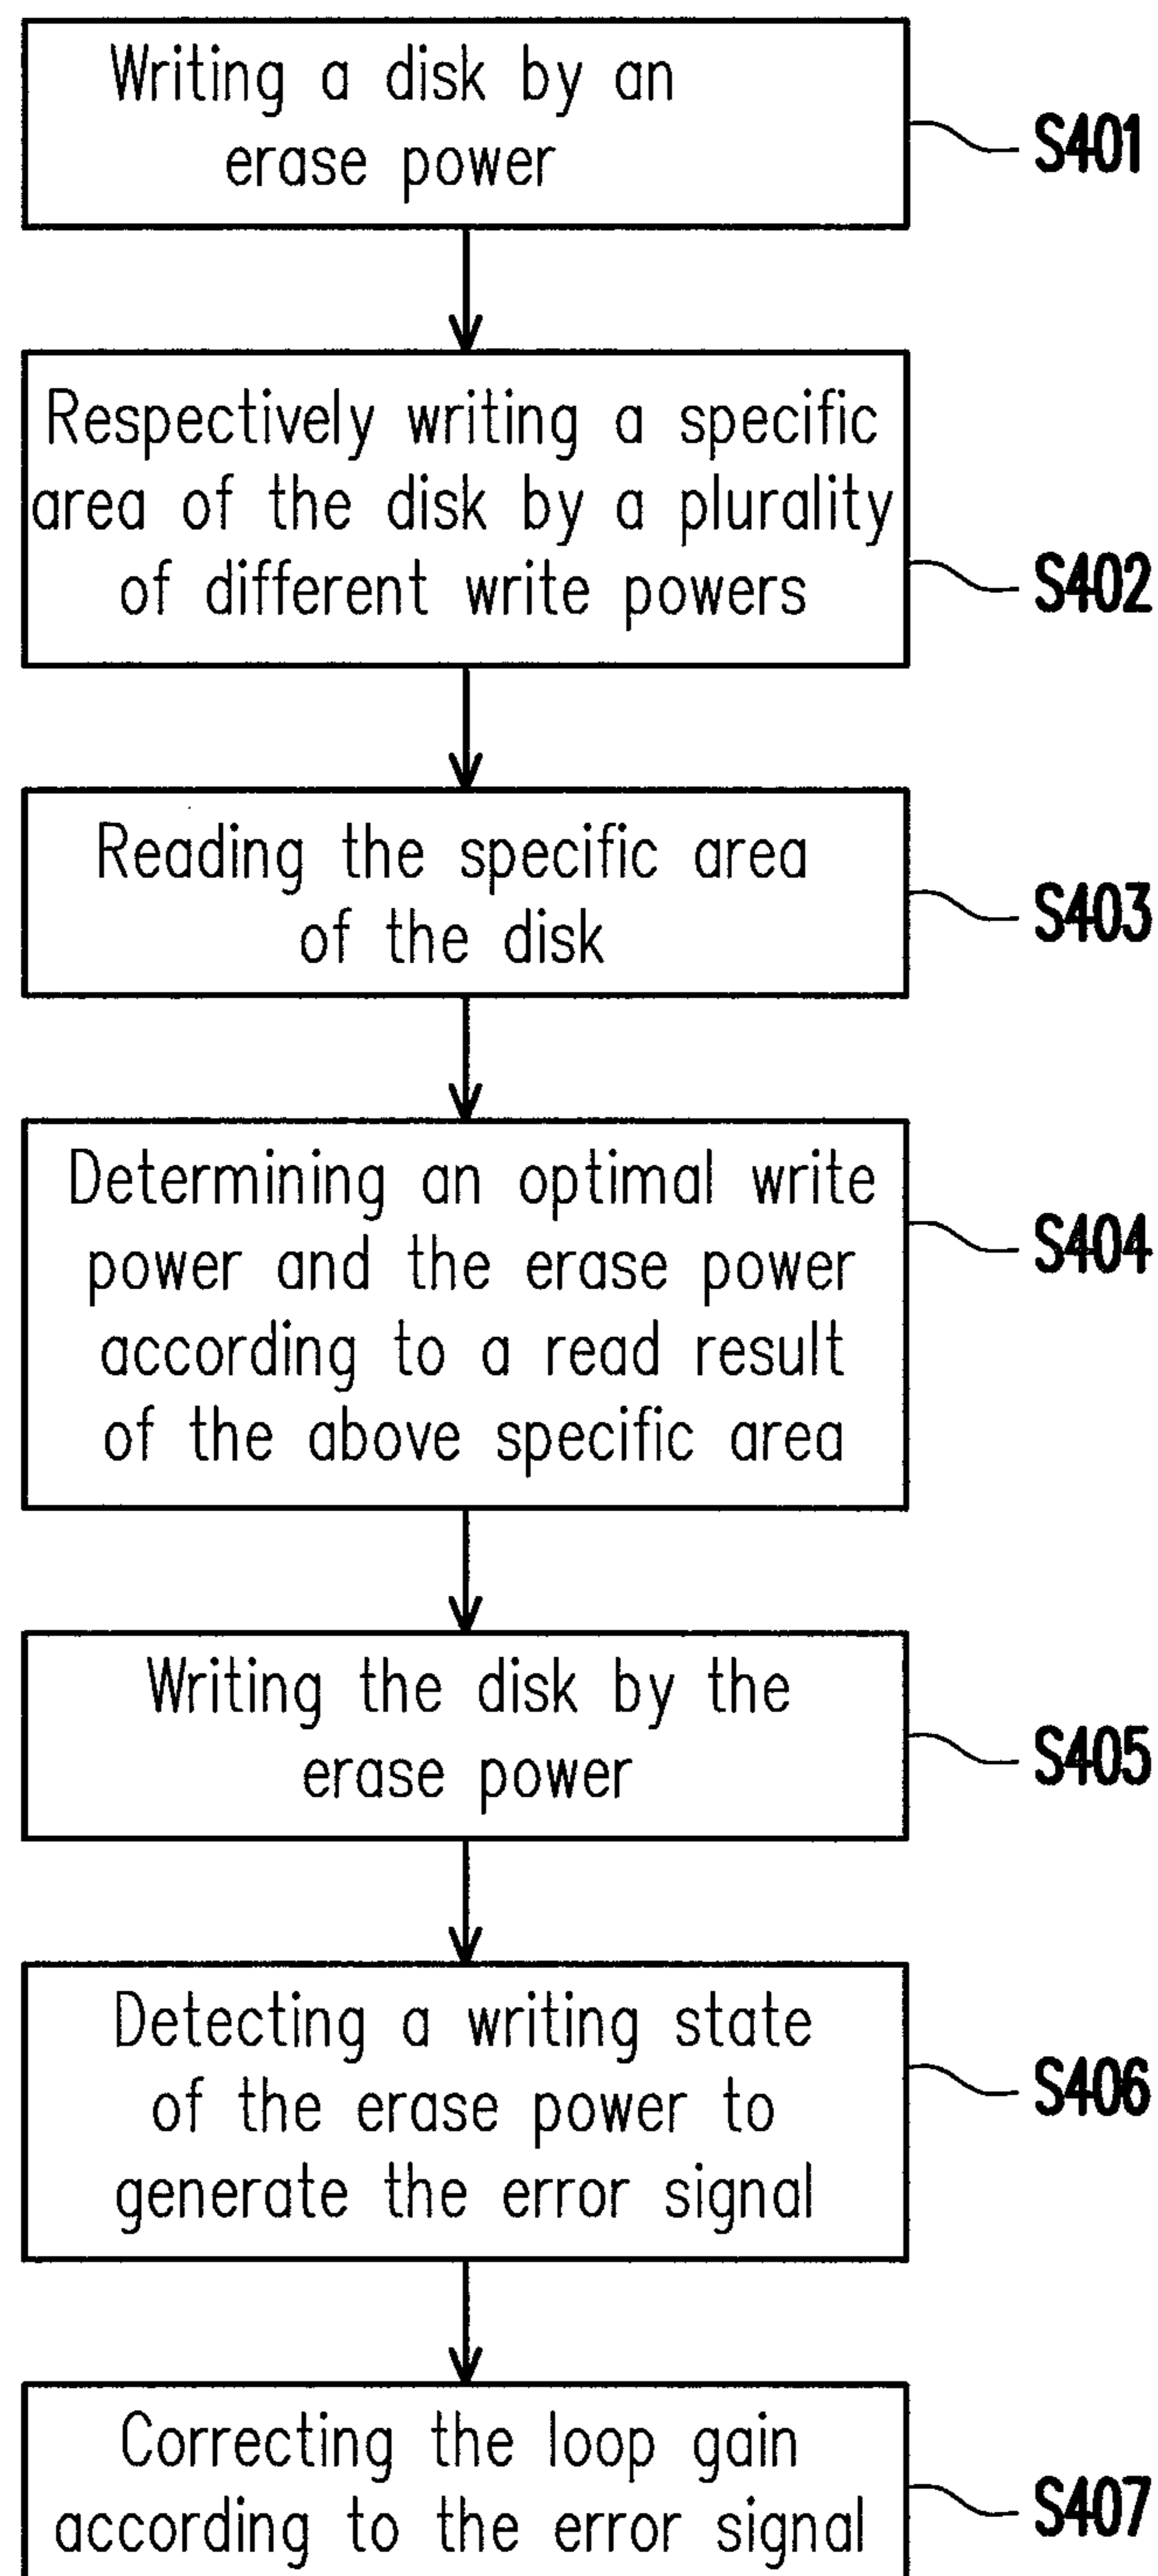 Writing a disk by an
erase power
S401
Respectively writing a specific
area of the disk by a plurality
of different write powers
S402
Reading the specific area
of the disk
S403
Determining an optimal write
power and the erase power
according to a read result
of the above specific area
S404
Writing the disk by the
erase power
S405
Detecting a writing state
of the erase power to
generate the error signal
S406
Correcting the loop gain
according to the error signal
S407